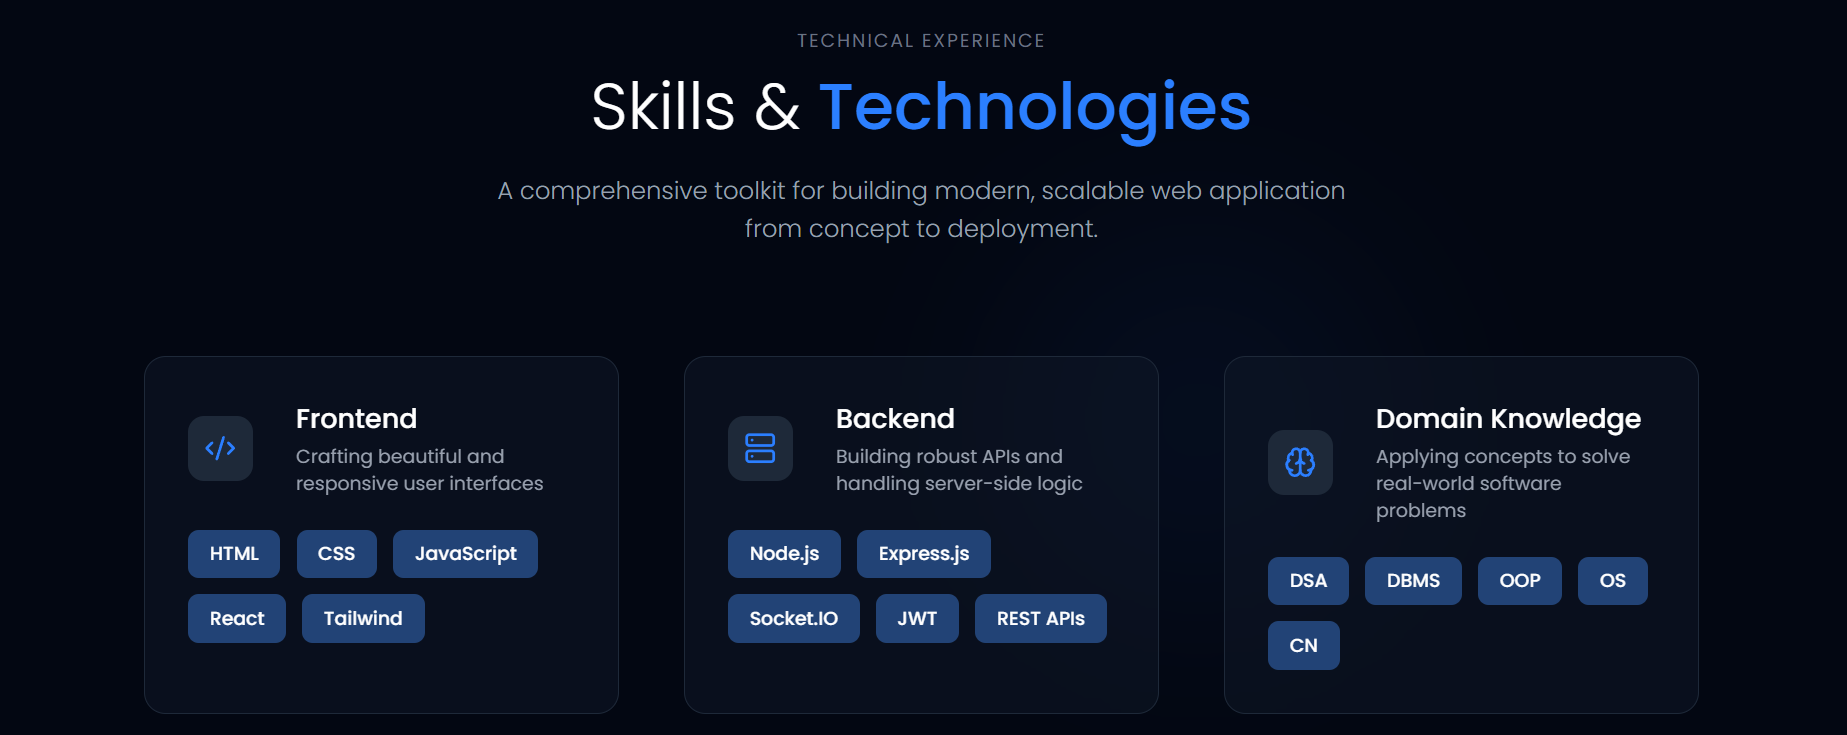 TECHNICAL EXPERIENCE
Skills & Technologies
A comprehensive toolkit for building modern, scalable web application
from concept to deployment.
Frontend
Crafting beautiful and
responsive user interfaces
HTML CSS JavaScript
React Tailwind
Backend
Building robust APIs and
handling server-side logic
Node.js Express.js
Socket.IO JWT REST APIs
Domain Knowledge
Applying concepts to solve
real-world software
problems
DSA DBMS OOP OS
CN